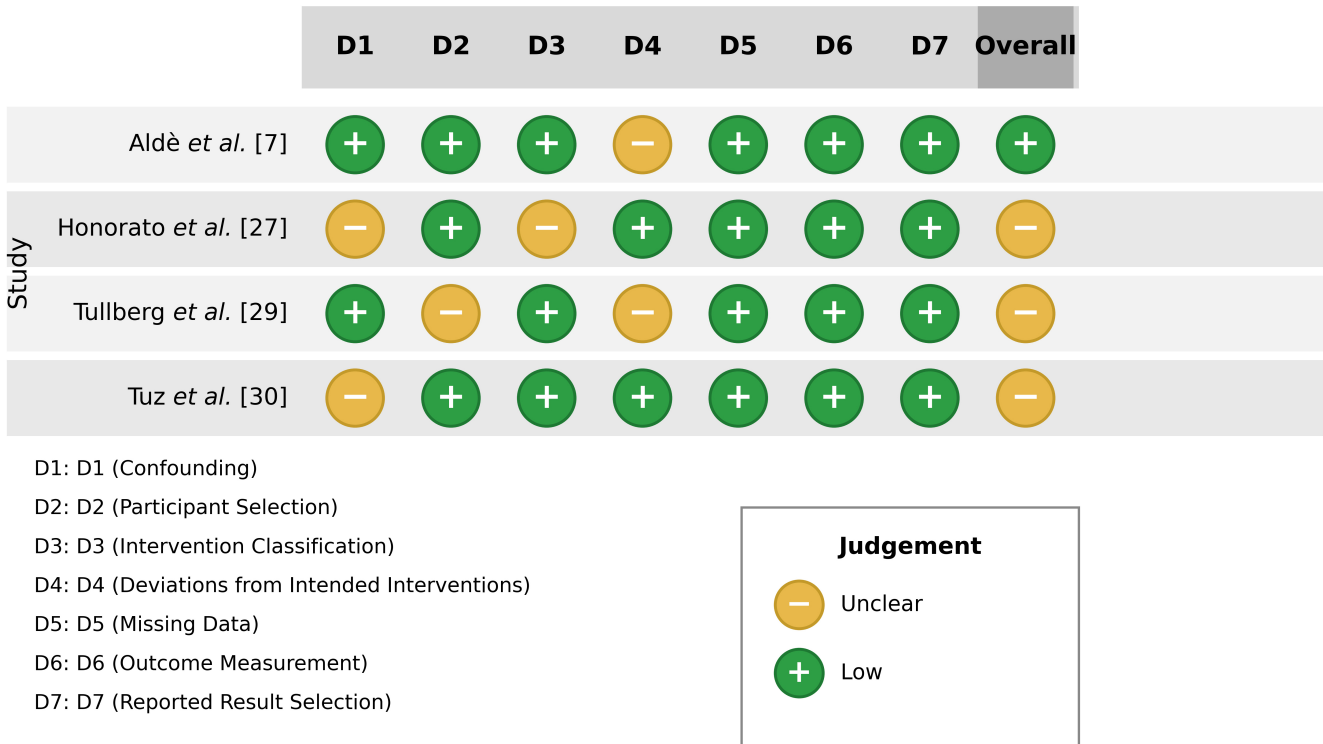 D1 D2 D3 D4 D5 D6 D7 Overall
Study
Aldè et al. [7] + + + − + + + +
Honorato et al. [27] − + − + + + + −
Tullberg et al. [29] + − + − + + + −
Tuz et al. [30] − + + + + + + −
D1: D1 (Confounding)
D2: D2 (Participant Selection)
D3: D3 (Intervention Classification)
D4: D4 (Deviations from Intended Interventions)
D5: D5 (Missing Data)
D6: D6 (Outcome Measurement)
D7: D7 (Reported Result Selection)
Judgement
− Unclear
+ Low